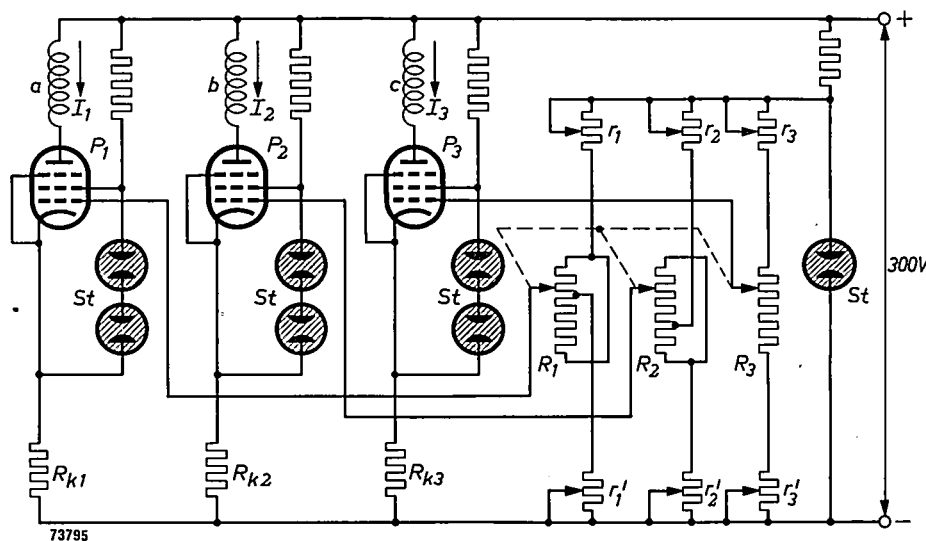 +
a I₁ b I₂ c I₃
P₁ P₂ P₃ r₁ r₂ r₃
St St St St 300V
R₁ R₂ R₃
Rk1 Rk2 Rk3 r₁' r₂' r₃'
−
73795